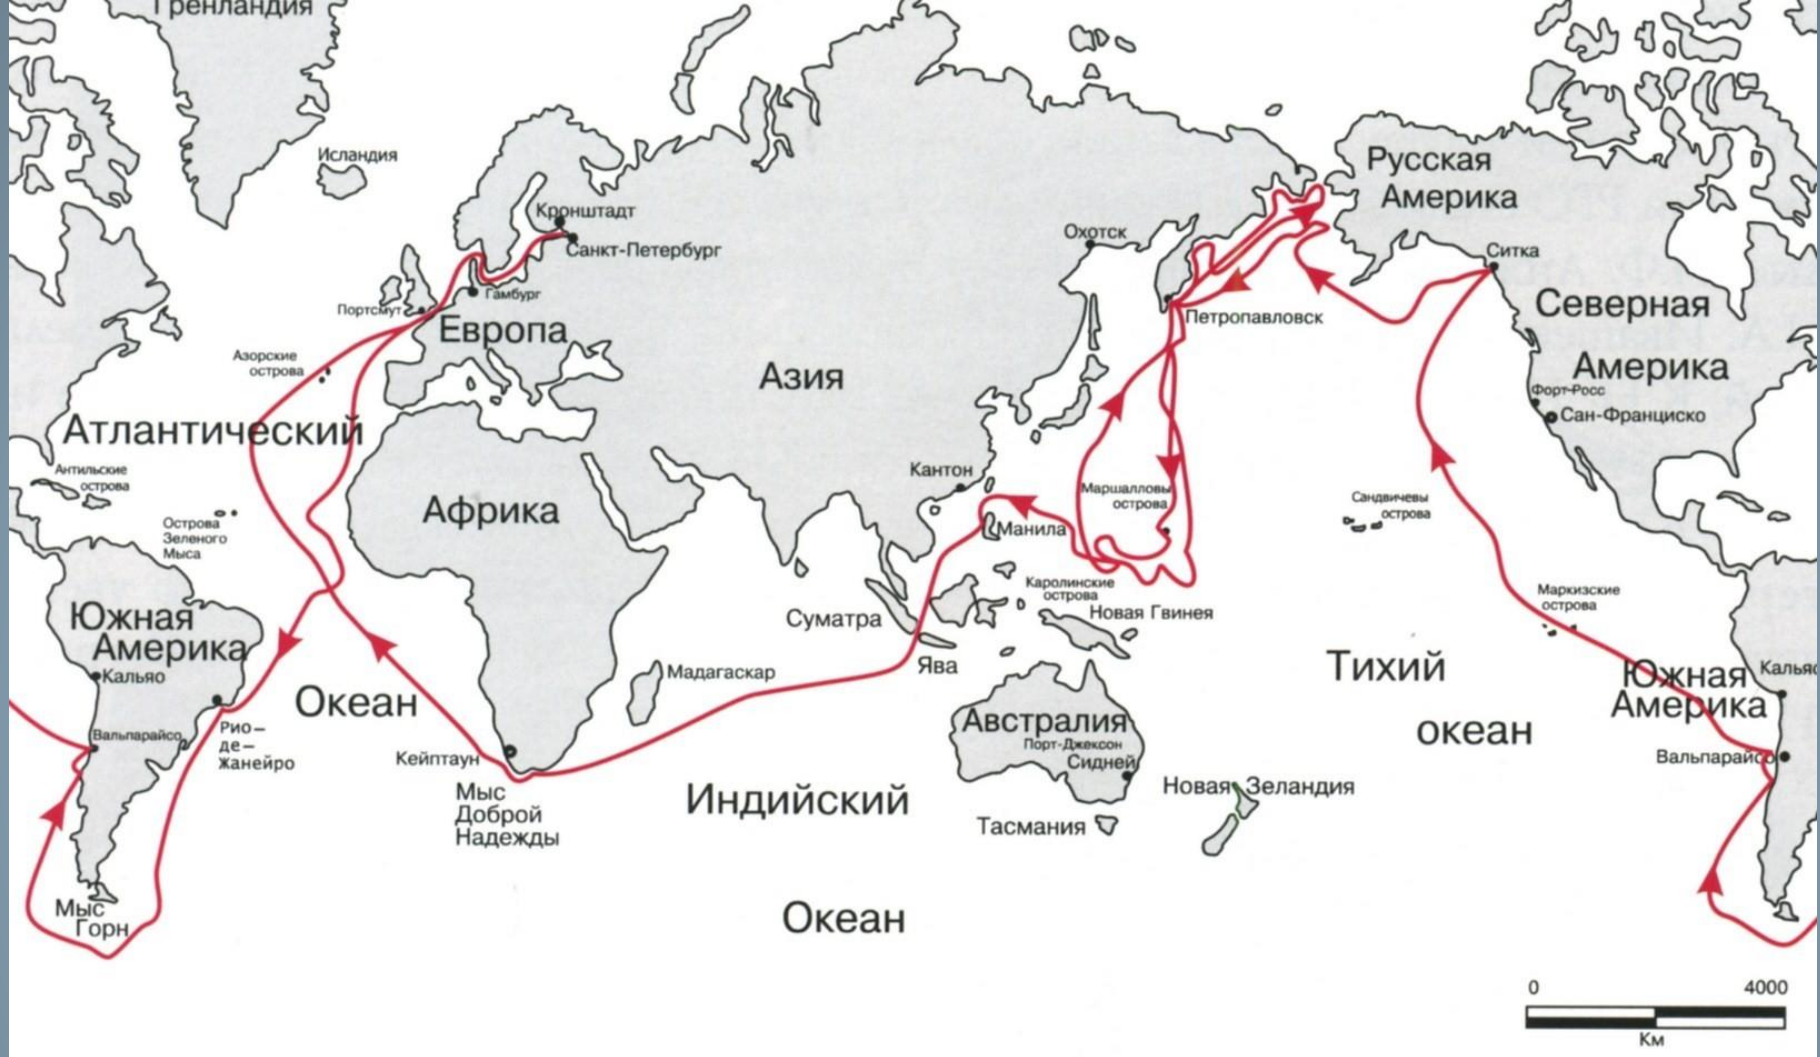 Гренландия
Исландия
Кронштадт
Санкт-Петербург
Гамбург
Портсмут
Европа
Азорские
острова
Атлантический
Антильские
острова
Острова
Зеленого
Мыса
Африка
Азия
Охотск
Петропавловск
Русская
Америка
Ситка
Северная
Америка
Форт-Росс
Сан-Франциско
Кантон
Манила
Маршалловы
острова
Каролинские
острова
Новая Гвинея
Сандвичевы
острова
Маркизские
острова
Южная
Америка
Кальяо
Вальпарайсо
Рио-
де-
Жанейро
Океан
Мыс
Горн
Кейптаун
Мыс
Доброй
Надежды
Мадагаскар
Суматра
Ява
Индийский
Океан
Австралия
Порт-Джексон
Сидней
Тасмания
Новая Зеландия
Тихий
океан
Южная
Америка
Кальяо
Вальпарайсо
0 4000
Км